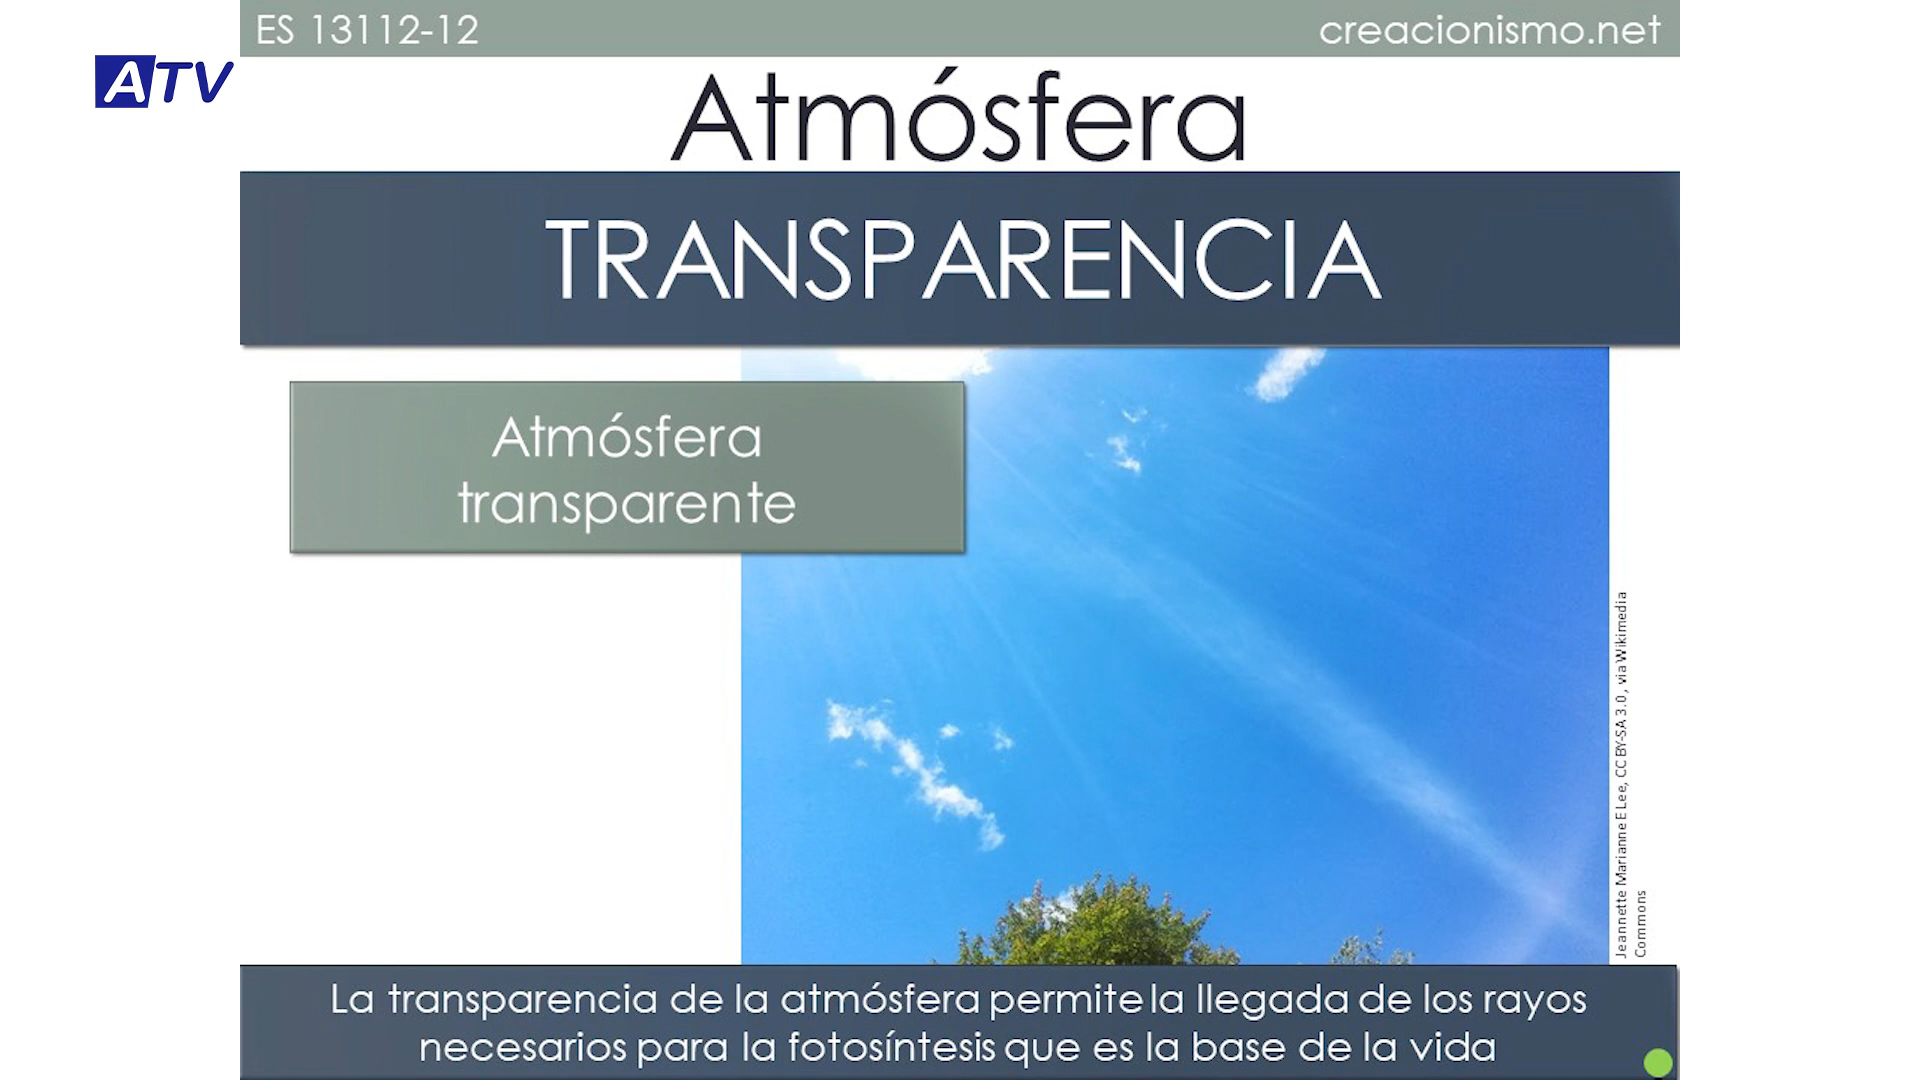 ES 13112-12
creacionismo.net
ATV
Atmósfera
TRANSPARENCIA
Atmósfera
transparente
Jeannette Marianne E Lee, CC BY-SA 3.0, via Wikimedia
Commons
La transparencia de la atmósfera permite la llegada de los rayos
necesarios para la fotosíntesis que es la base de la vida